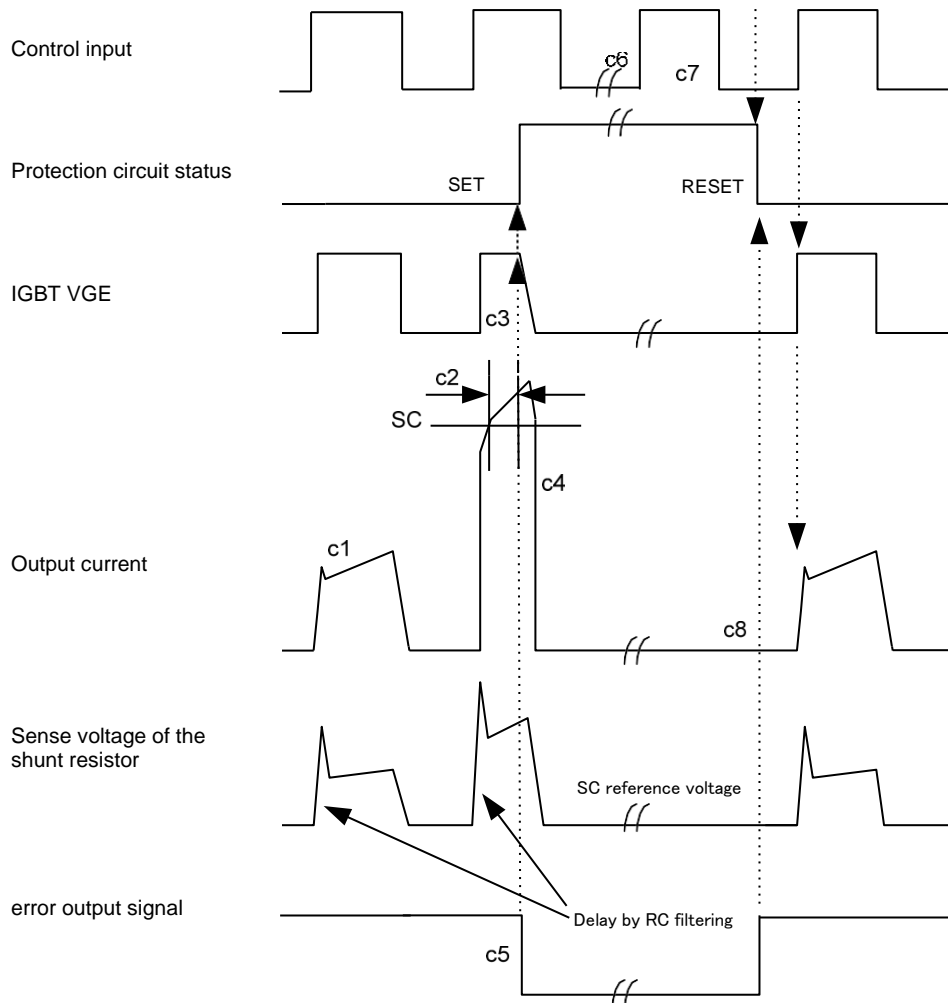 Control input
c6
c7
Protection circuit status
SET
RESET
IGBT VGE
c3
c2
SC
c4
Output current
c1
c8
Sense voltage of the
shunt resistor
SC reference voltage
error output signal
Delay by RC filtering
c5